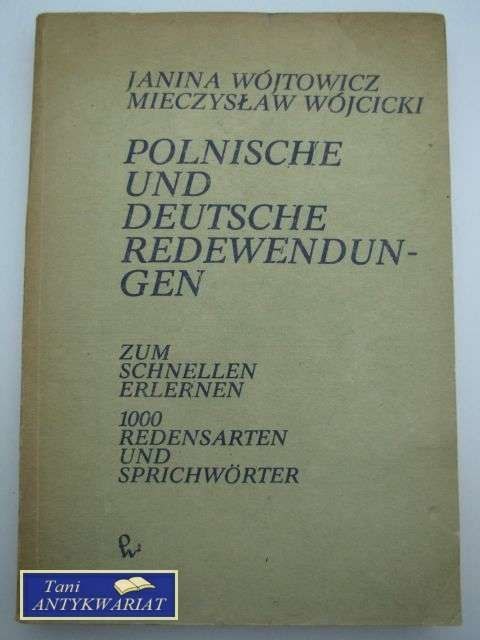 JANINA WÓJTOWICZ
MIECZYSŁAW WÓJCICKI
POLNISCHE
UND
DEUTSCHE
REDEWENDUN-
GEN
ZUM
SCHNELLEN
ERLERNEN
1000
REDENSARTEN
UND
SPRICHWÖRTER
Tani
ANTYKWARIAT